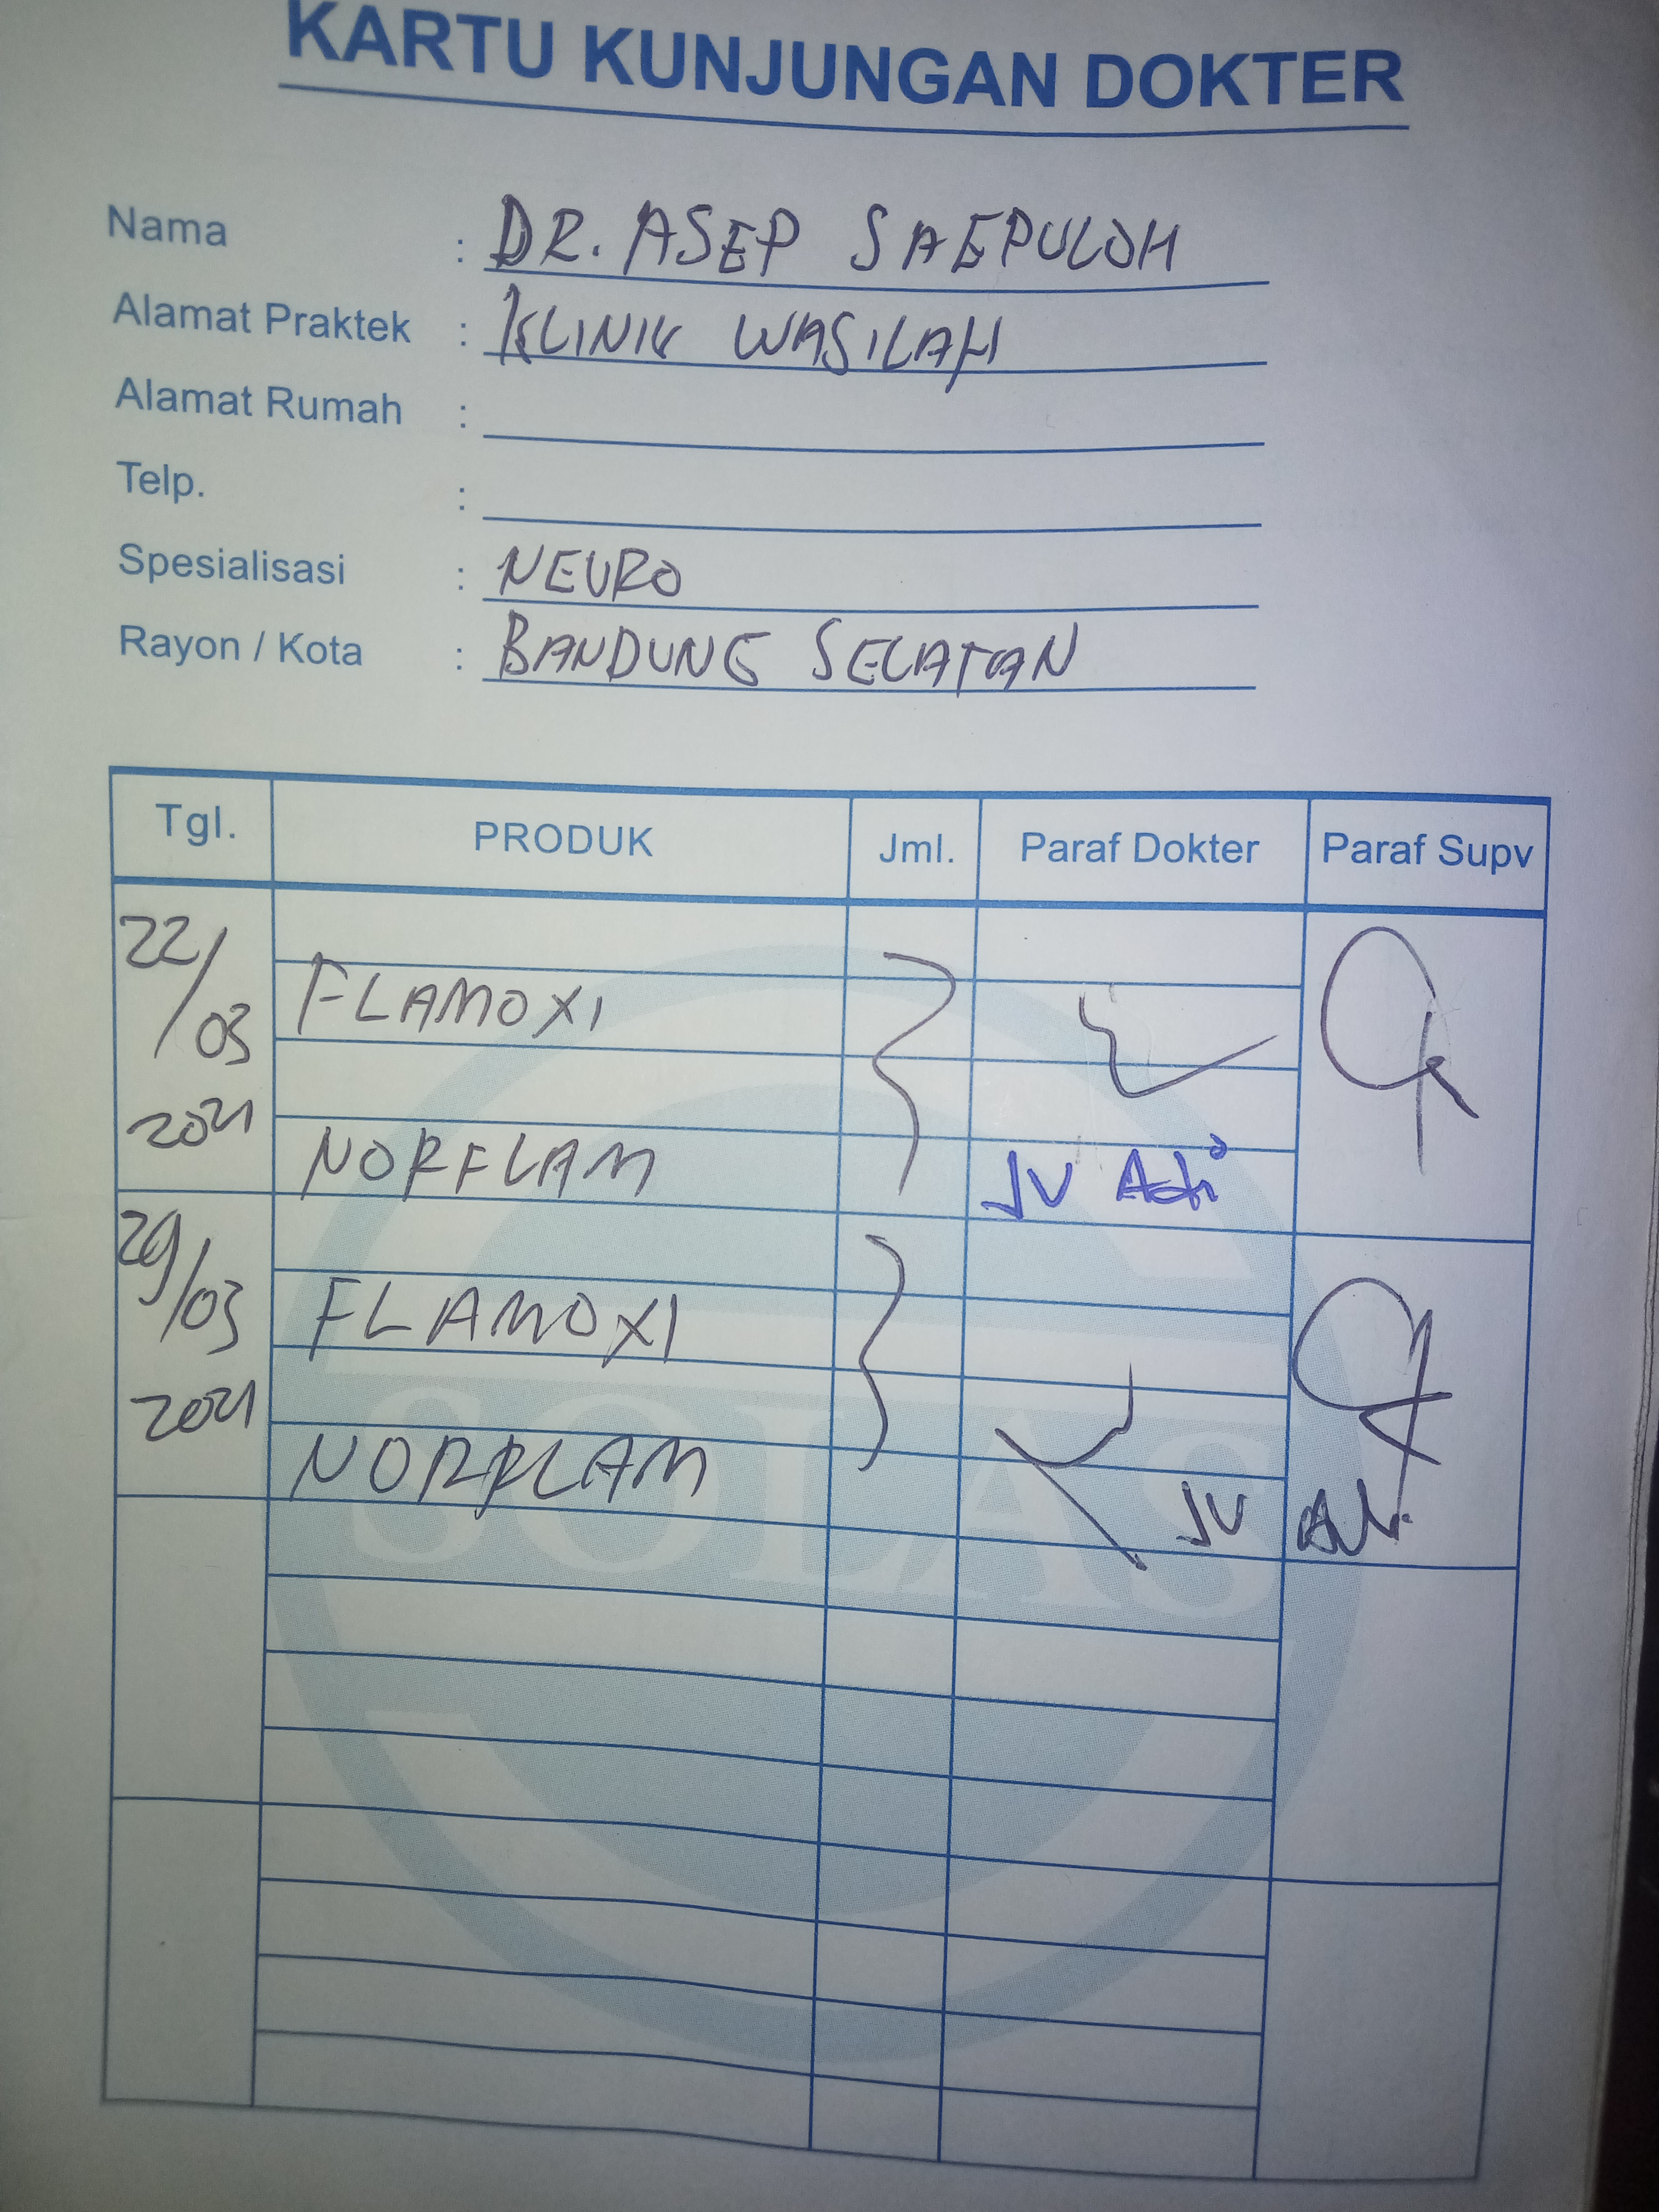 KARTU KUNJUNGAN DOKTER
Nama : DR. ASEP SAEPULOH
Alamat Praktek : KLINIK WASILAH
Alamat Rumah :
Telp. :
Spesialisasi : NEURO
Rayon / Kota : BANDUNG SELATAN
Tgl. PRODUK Jml. Paraf Dokter Paraf Supv
22/03 2021 FLAMOXI
NORFLAM JV Adi
29/03 2021 FLAMOXI
NORFLAM JV
SOLAS